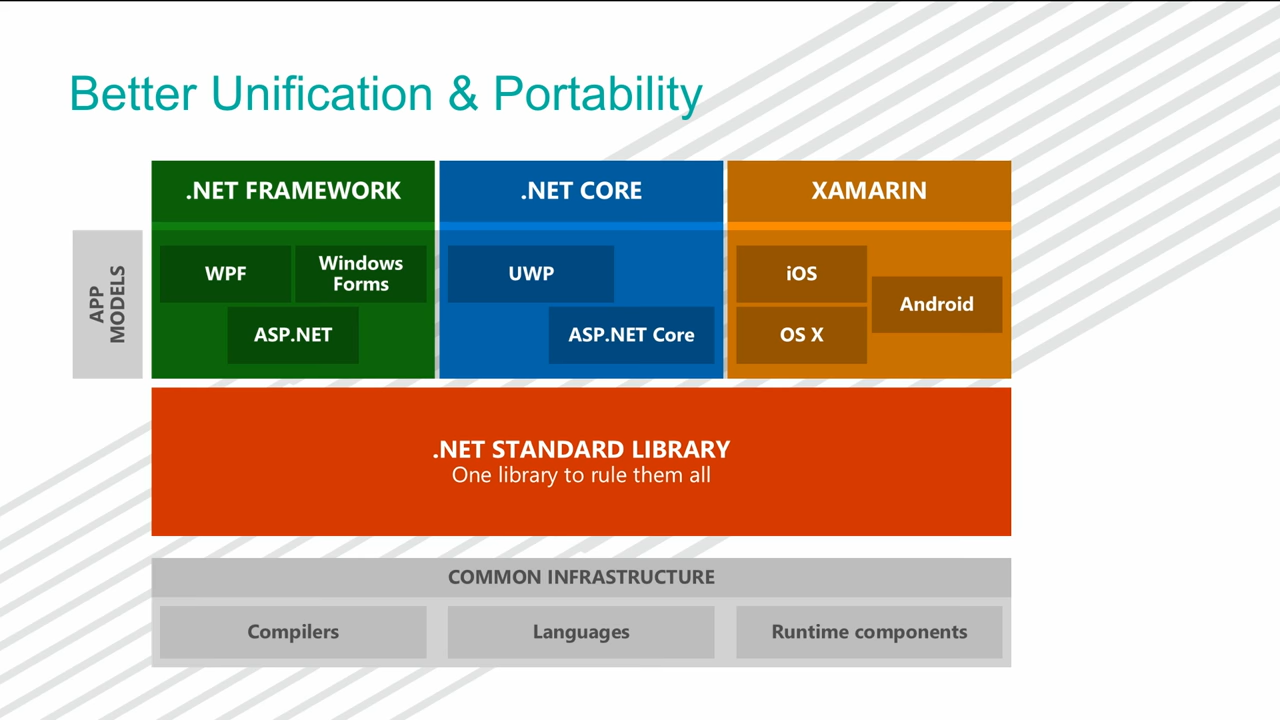 Better Unification & Portability
.NET FRAMEWORK
.NET CORE
XAMARIN
APP
MODELS
WPF
Windows
Forms
ASP.NET
UWP
ASP.NET Core
iOS
OS X
Android
.NET STANDARD LIBRARY
One library to rule them all
COMMON INFRASTRUCTURE
Compilers
Languages
Runtime components